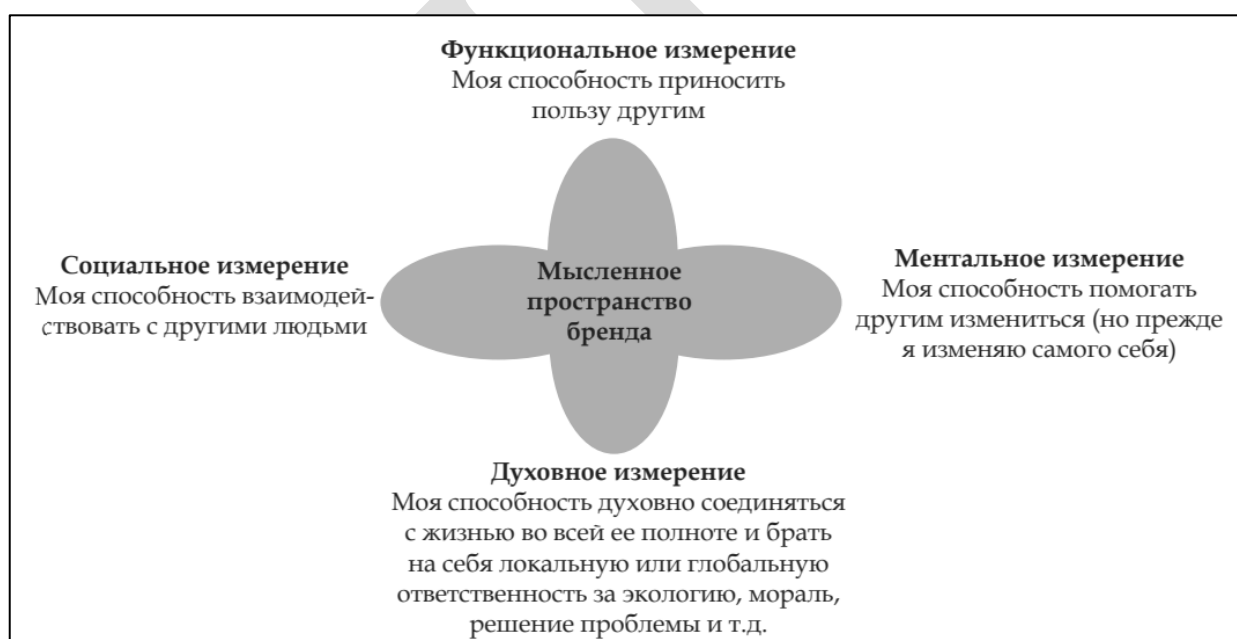 Функциональное измерение
Моя способность приносить
пользу другим
Социальное измерение
Моя способность взаимодей-
ствовать с другими людьми
Мысленное
пространство
бренда
Ментальное измерение
Моя способность помогать
другим измениться (но прежде
я изменяю самого себя)
Духовное измерение
Моя способность духовно соединяться
с жизнью во всей ее полноте и брать
на себя локальную или глобальную
ответственность за экологию, мораль,
решение проблемы и т.д.